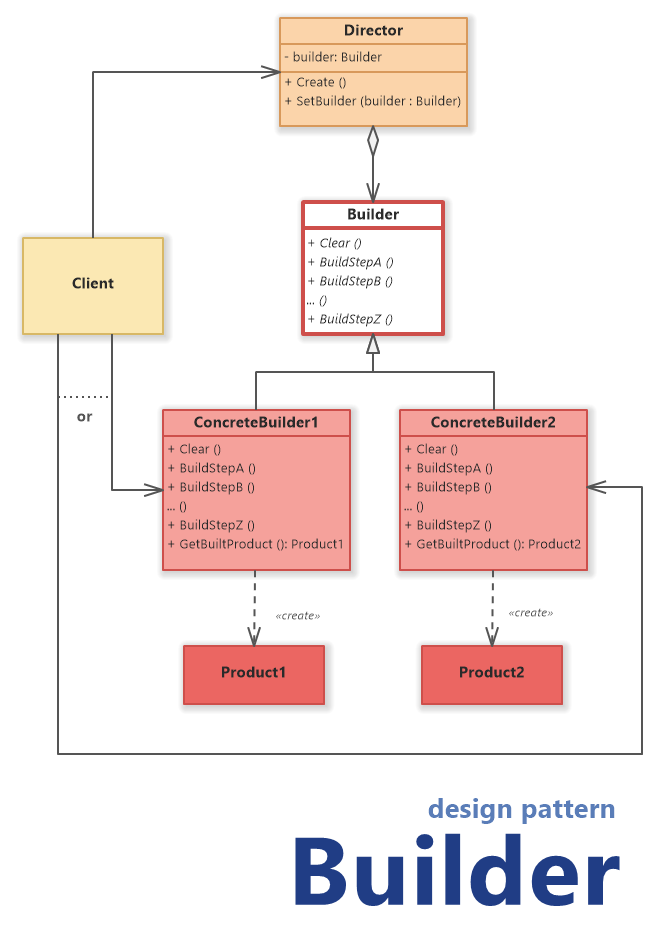 Director
- builder: Builder
+ Create ()
+ SetBuilder (builder : Builder)
Builder
+ Clear ()
+ BuildStepA ()
+ BuildStepB ()
... ()
+ BuildStepZ ()
Client
or
ConcreteBuilder1
+ Clear ()
+ BuildStepA ()
+ BuildStepB ()
... ()
+ BuildStepZ ()
+ GetBuiltProduct (): Product1
ConcreteBuilder2
+ Clear ()
+ BuildStepA ()
+ BuildStepB ()
... ()
+ BuildStepZ ()
+ GetBuiltProduct (): Product2
«create»
«create»
Product1
Product2
design pattern
Builder